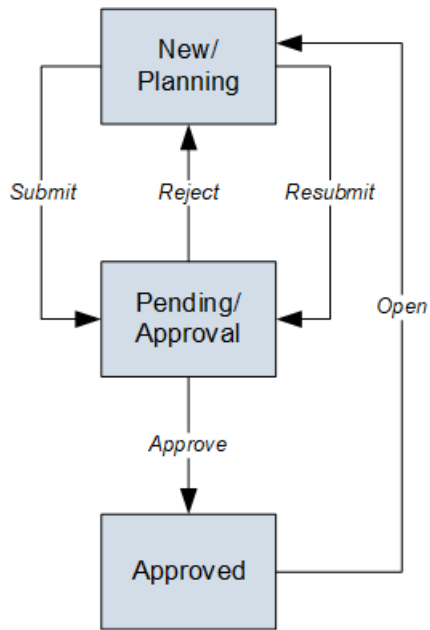 New/
Planning
Submit
Reject
Resubmit
Pending/
Approval
Open
Approve
Approved